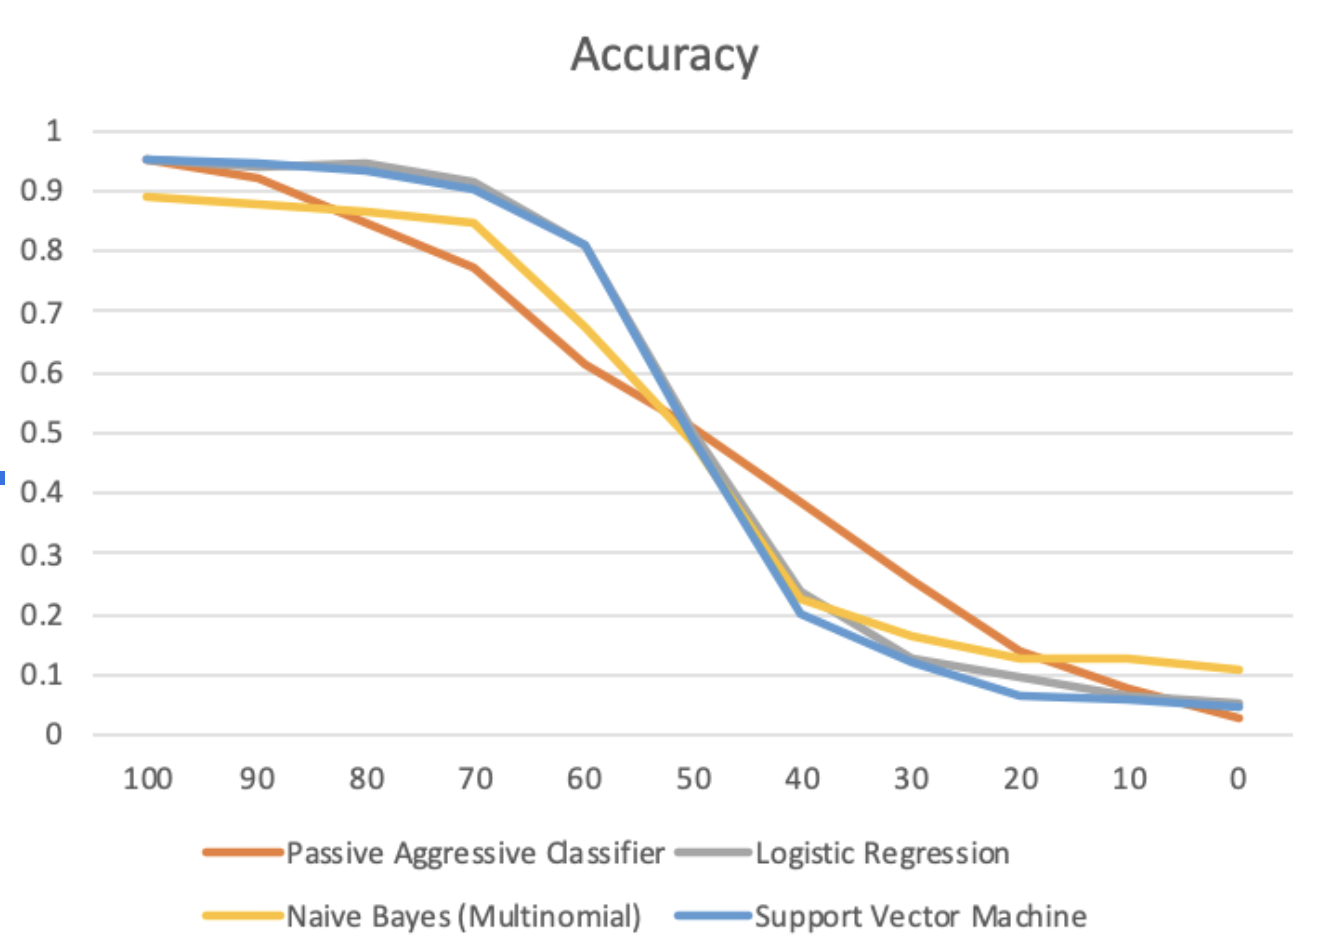 Accuracy
1
0.9
0.8
0.7
0.6
0.5
0.4
0.3
0.2
0.1
0
100 90 80 70 60 50 40 30 20 10 0
Passive Aggressive Classifier Logistic Regression
Naive Bayes (Multinomial) Support Vector Machine